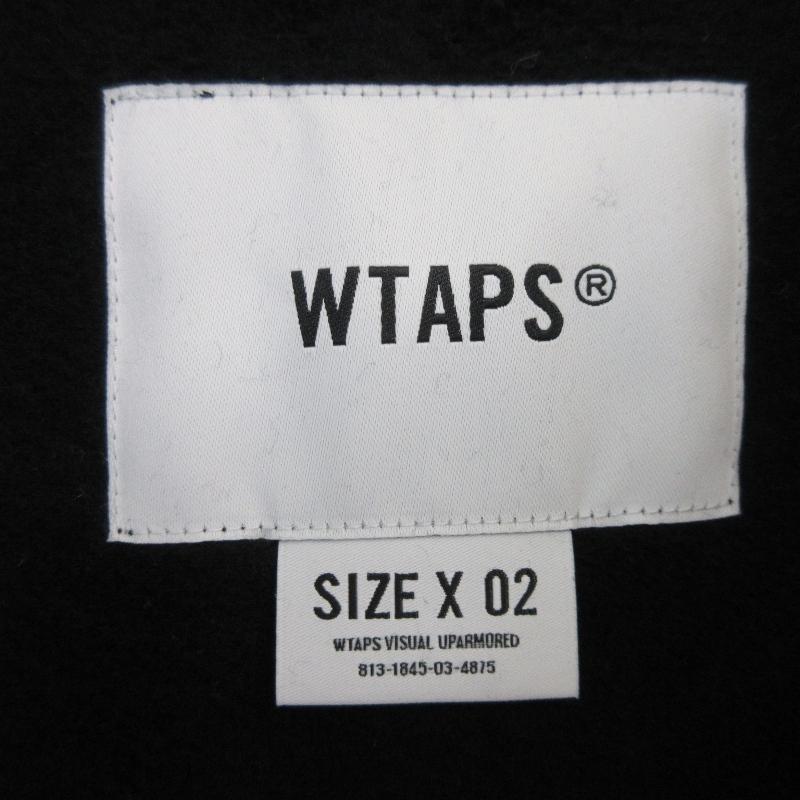 WTAPS®
SIZE X 02
WTAPS VISUAL UPARMORED
813-1845-03-4875